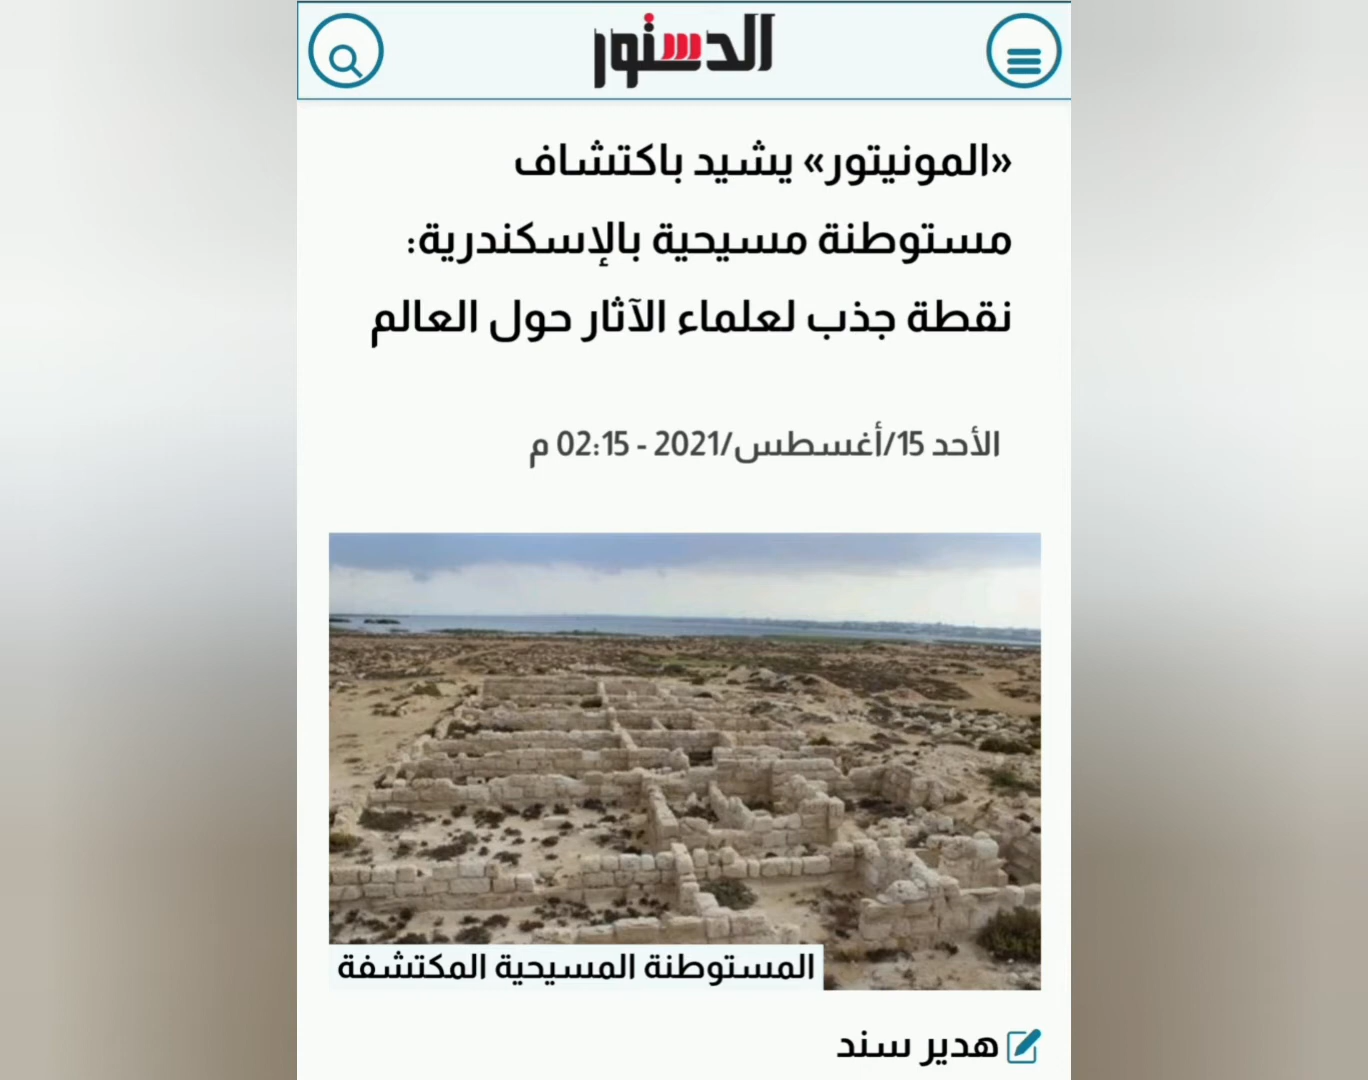 الدستور
«المونيتور» يشيد باكتشاف
مستوطنة مسيحية بالإسكندرية:
نقطة جذب لعلماء الآثار حول العالم
الأحد 15/أغسطس/2021 - 02:15 م
المستوطنة المسيحية المكتشفة
هدير سند